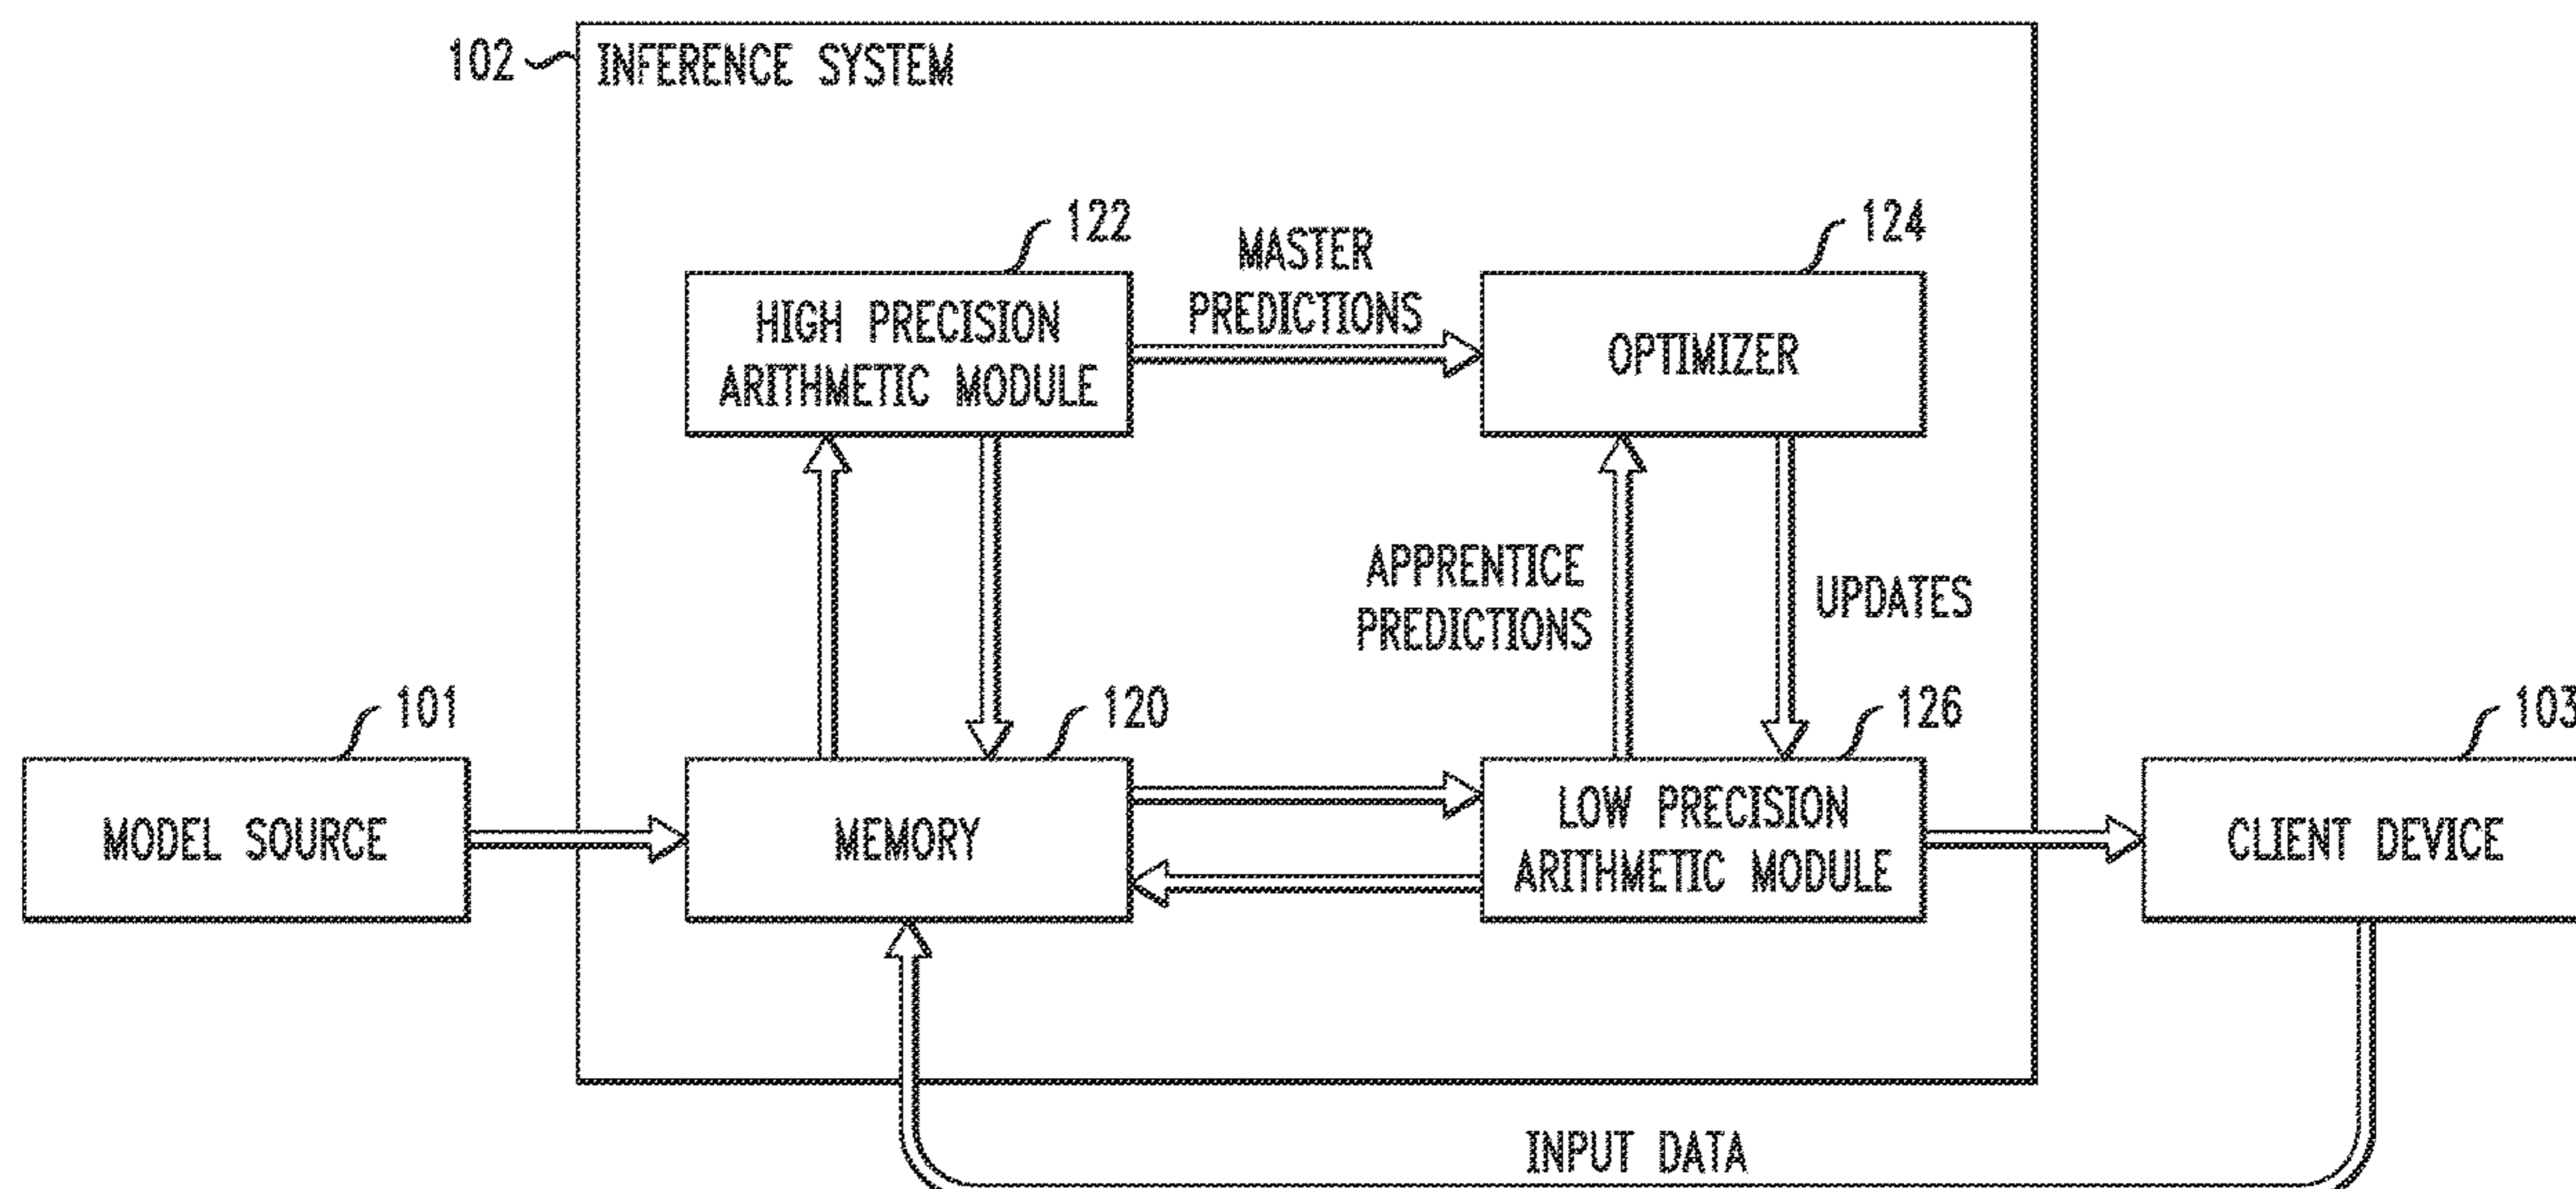 102
INFERENCE SYSTEM
122
124
MASTER
PREDICTIONS
HIGH PRECISION
ARITHMETIC MODULE
OPTIMIZER
APPRENTICE
PREDICTIONS
UPDATES
101
120
126
103
MODEL SOURCE
MEMORY
LOW PRECISION
ARITHMETIC MODULE
CLIENT DEVICE
INPUT DATA